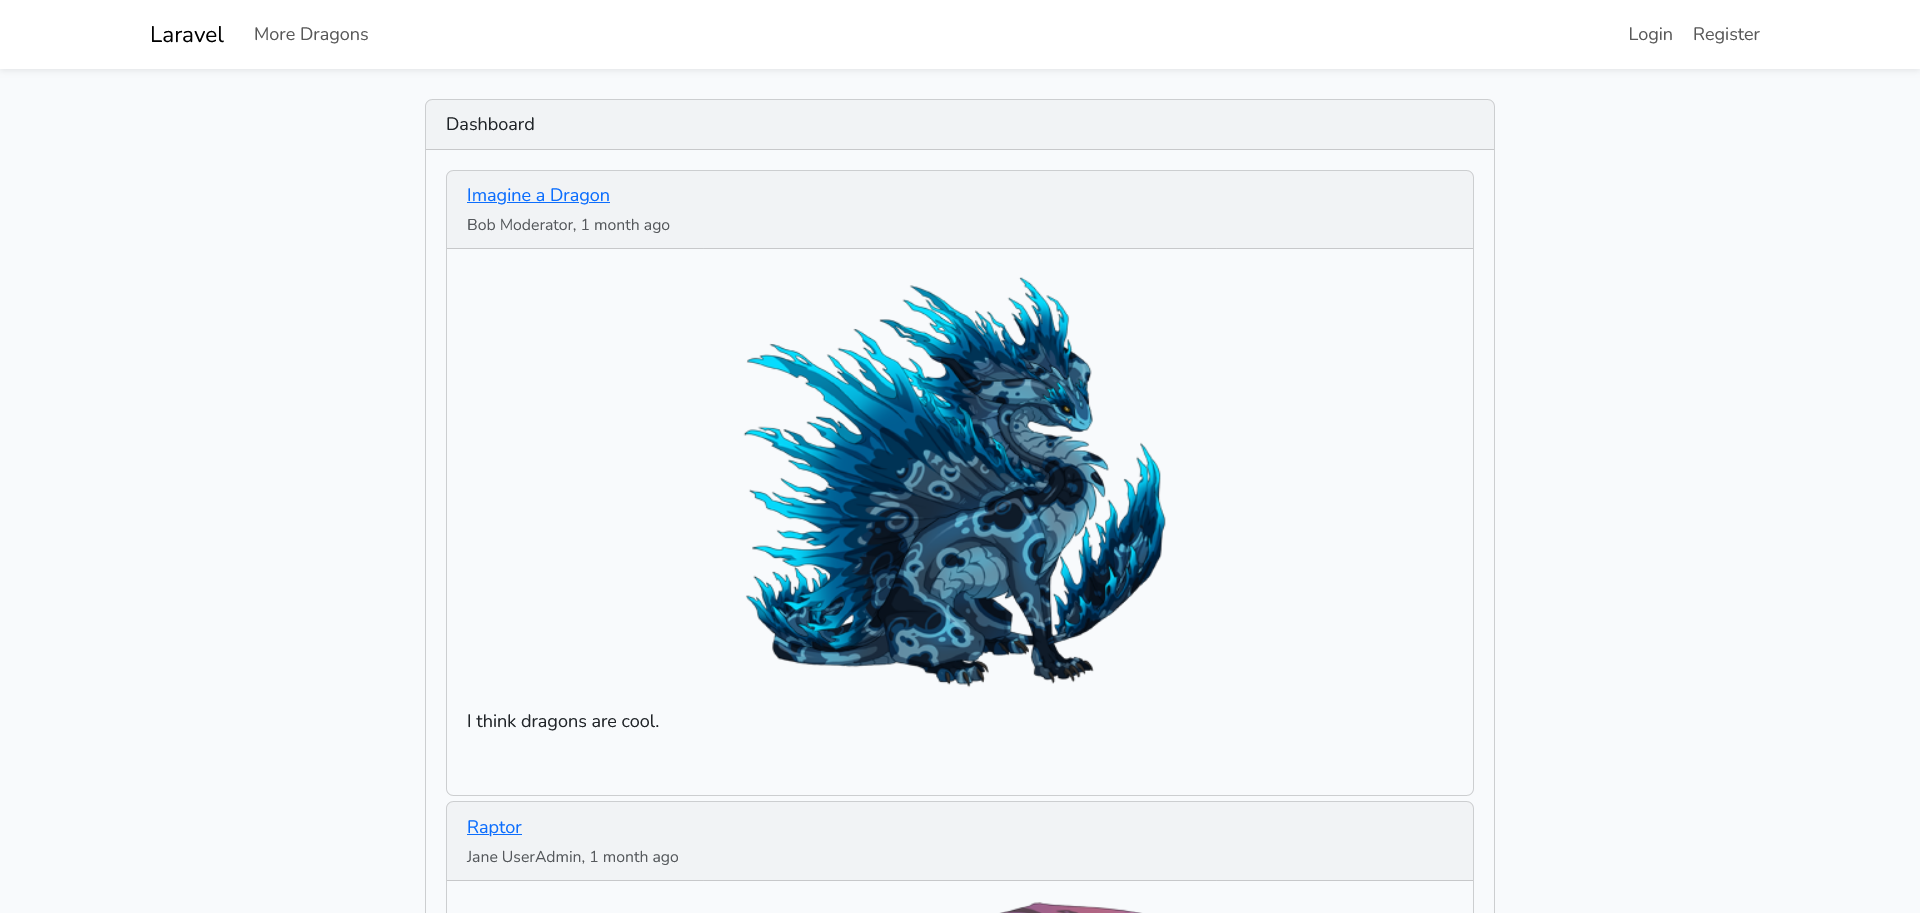 Laravel More Dragons Login Register
Dashboard
Imagine a Dragon
Bob Moderator, 1 month ago
I think dragons are cool.
Raptor
Jane UserAdmin, 1 month ago